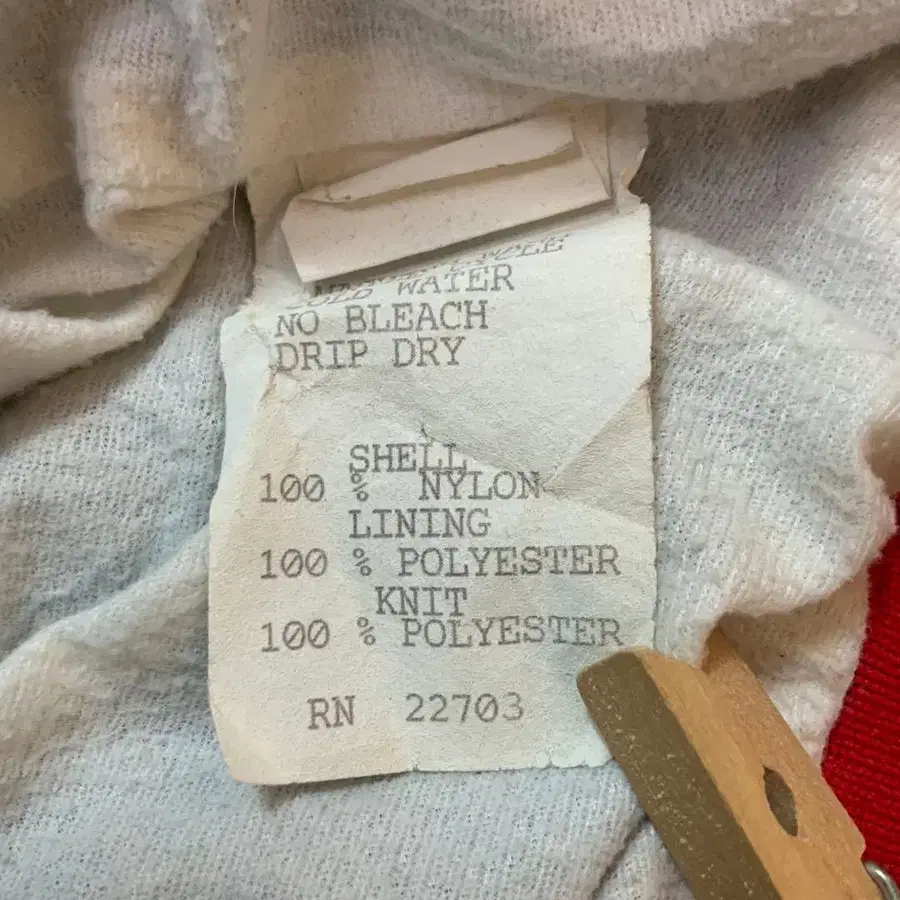 COLD WATER
NO BLEACH
DRIP DRY
SHELL
100 % NYLON
LINING
100 % POLYESTER
KNIT
100 % POLYESTER
RN 22703